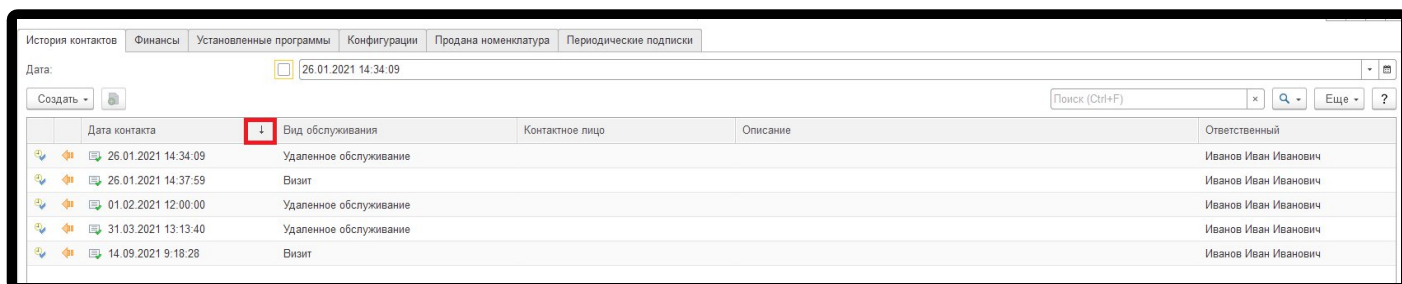 История контактов Финансы Установленные программы Конфигурации Продана номенклатура Периодические подписки
Дата: 26.01.2021 14:34:09
Создать Поиск (Ctrl+F) × Еще ?
Дата контакта ↓ Вид обслуживания Контактное лицо Описание Ответственный
26.01.2021 14:34:09 Удаленное обслуживание Иванов Иван Иванович
26.01.2021 14:37:59 Визит Иванов Иван Иванович
01.02.2021 12:00:00 Удаленное обслуживание Иванов Иван Иванович
31.03.2021 13:13:40 Удаленное обслуживание Иванов Иван Иванович
14.09.2021 9:18:28 Визит Иванов Иван Иванович